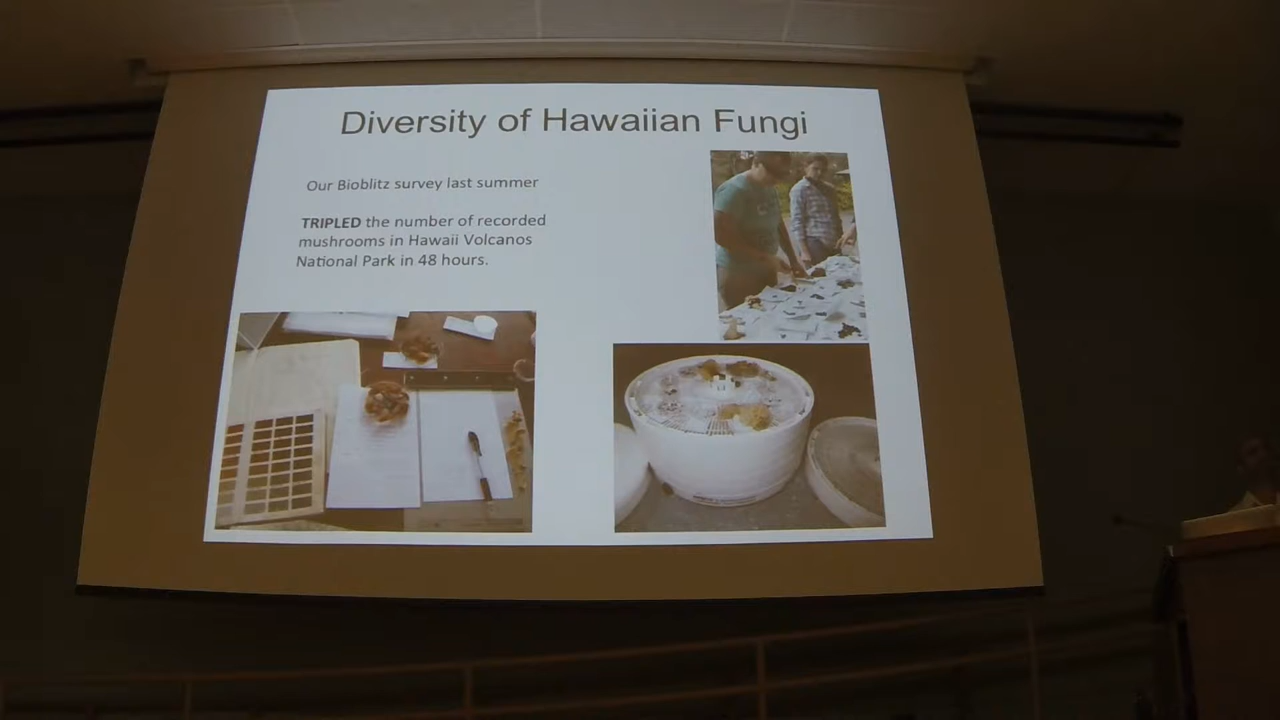 Diversity of Hawaiian Fungi
Our Bioblitz survey last summer
TRIPLED the number of recorded
mushrooms in Hawaii Volcanos
National Park in 48 hours.